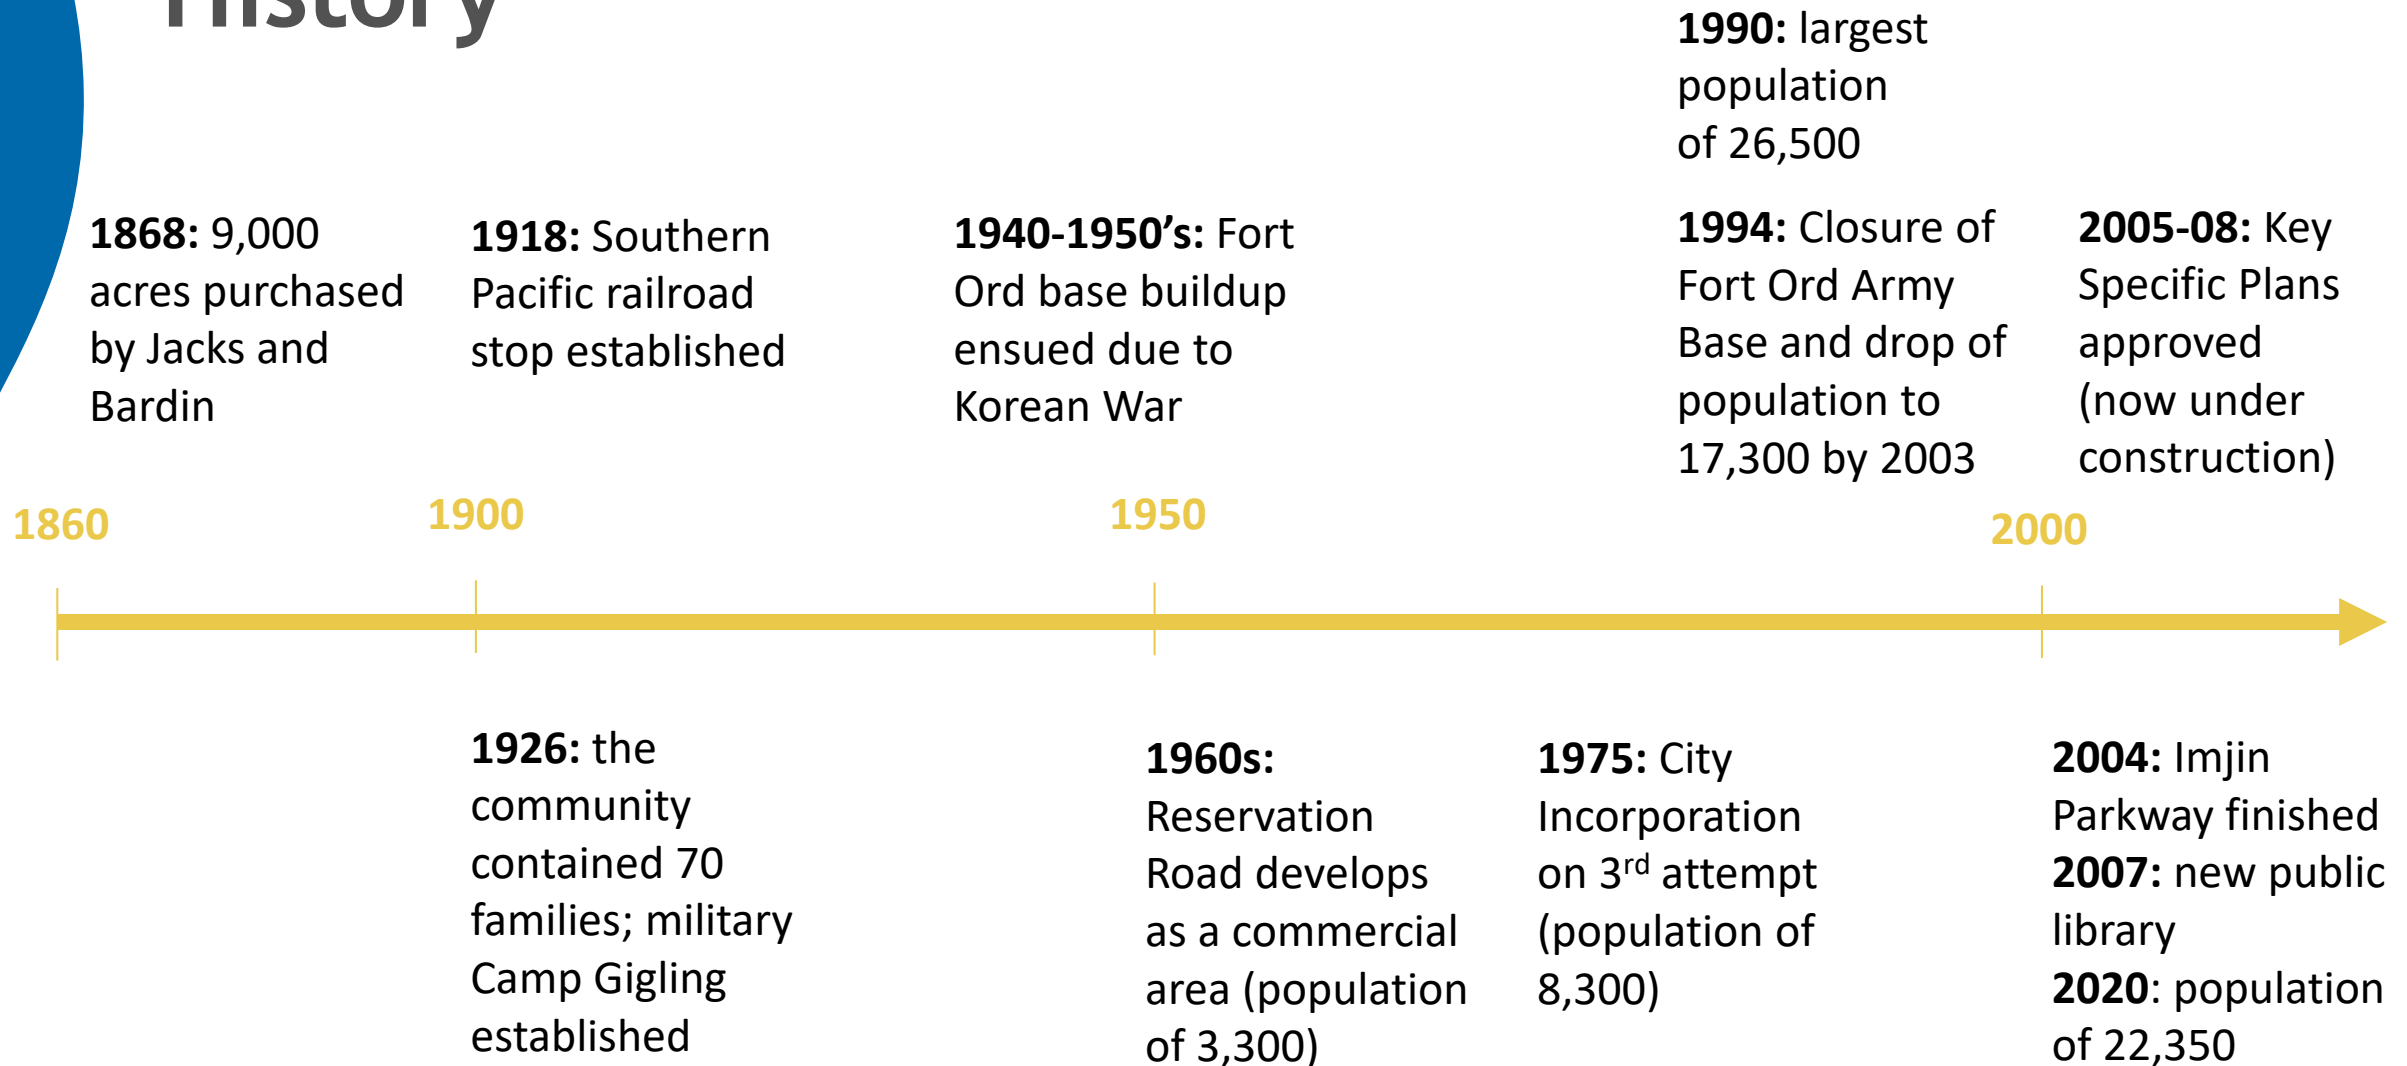 History
1990: largest
population
of 26,500
1868: 9,000
acres purchased
by Jacks and
Bardin
1918: Southern
Pacific railroad
stop established
1940-1950’s: Fort
Ord base buildup
ensued due to
Korean War
1994: Closure of
Fort Ord Army
Base and drop of
population to
17,300 by 2003
2005-08: Key
Specific Plans
approved
(now under
construction)
1860
1900
1950
2000
1926: the
community
contained 70
families; military
Camp Gigling
established
1960s:
Reservation
Road develops
as a commercial
area (population
of 3,300)
1975: City
Incorporation
on 3rd attempt
(population of
8,300)
2004: Imjin
Parkway finished
2007: new public
library
2020: population
of 22,350